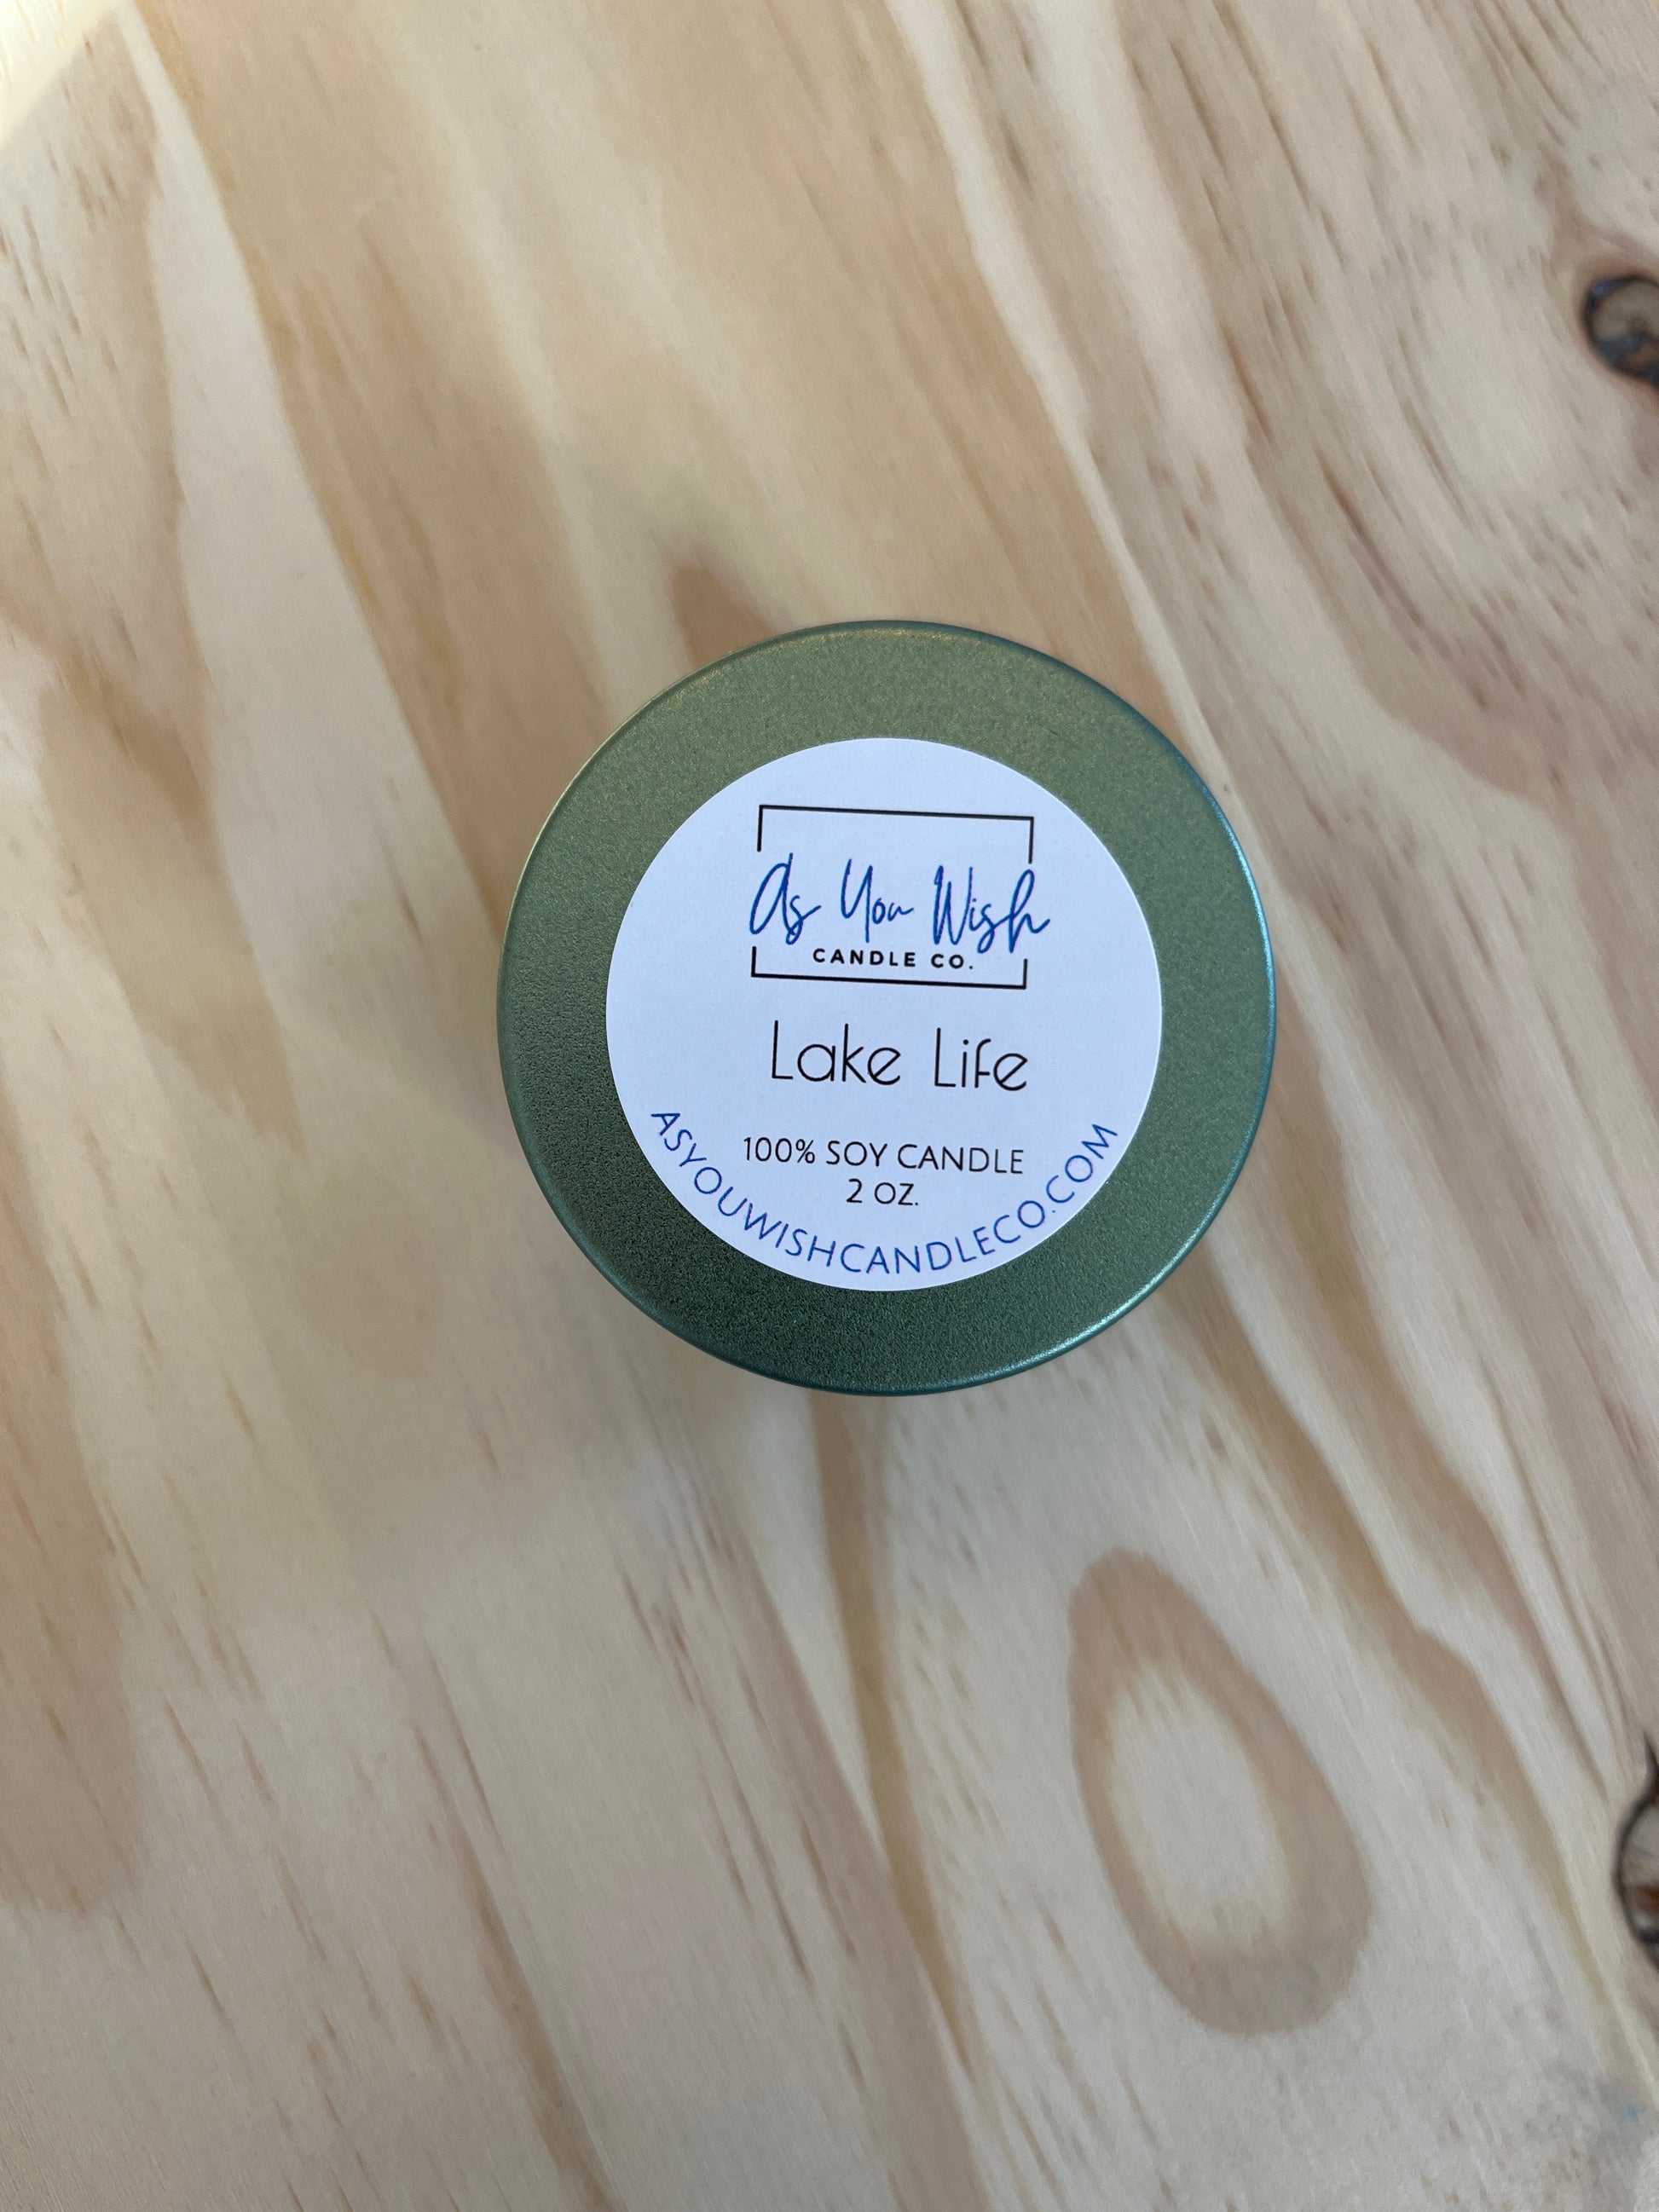 As You Wish
CANDLE CO.
Lake Life
100% SOY CANDLE
2 OZ.
ASYOUWISHCANDLECO.COM